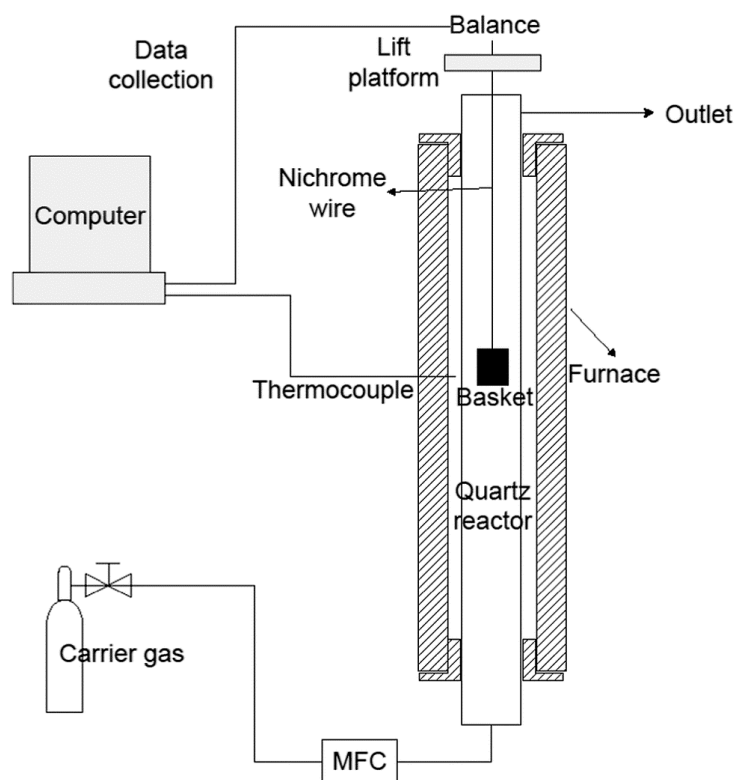 Balance
Data
collection
Lift
platform
Outlet
Nichrome
wire
Computer
Furnace
Thermocouple
Basket
Quartz
reactor
Carrier gas
MFC